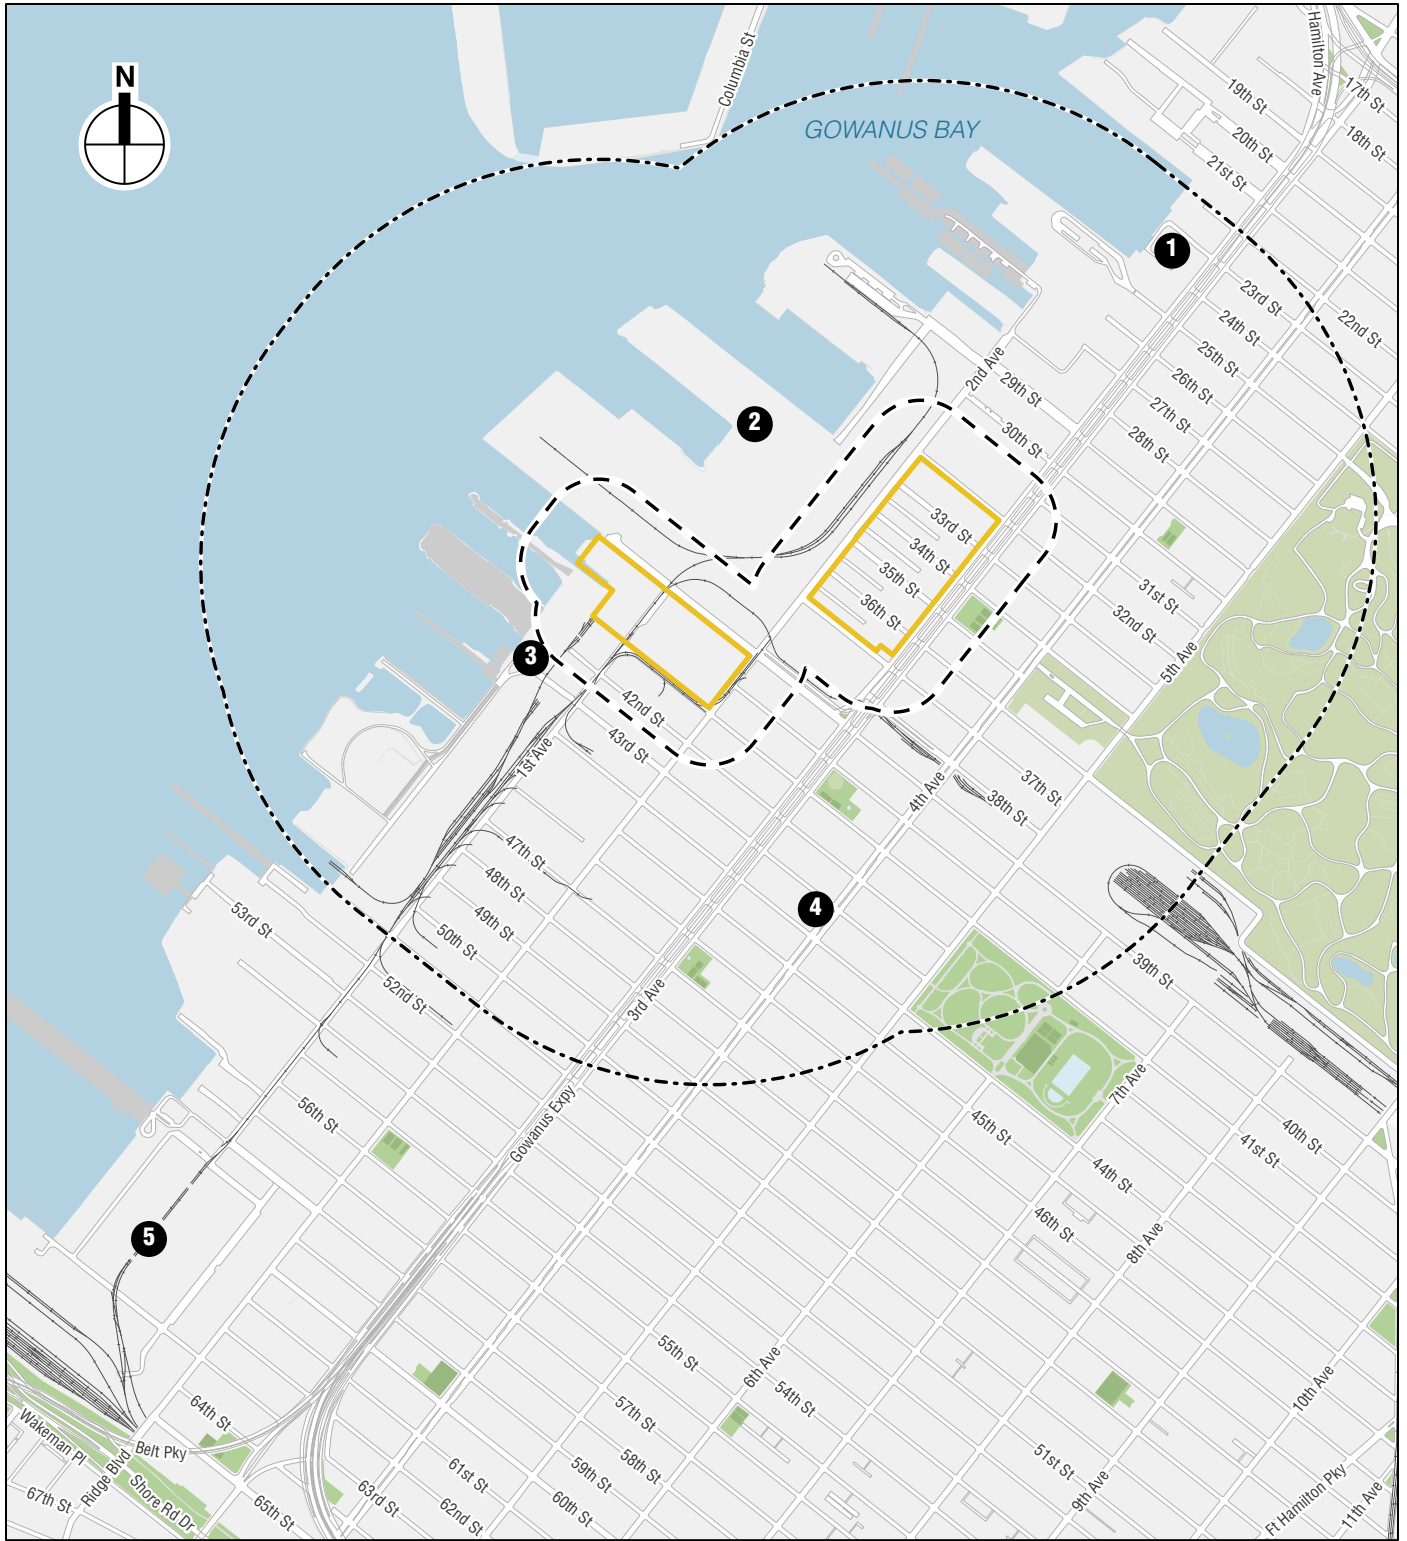 N
Columbia St
GOWANUS BAY
Hamilton Ave
17th St
18th St
19th St
20th St
21st St
1
23rd St
22nd St
24th St
25th St
26th St
27th St
28th St
2nd Ave
29th St
30th St
2
33rd St
34th St
35th St
36th St
31st St
32nd St
5th Ave
3
42nd St
43rd St
1st Ave
37th St
38th St
4th Ave
47th St
48th St
49th St
50th St
4
53rd St
52nd St
3rd Ave
39th St
7th Ave
Gowanus Expy
56th St
45th St
40th St
41st St
44th St
46th St
8th Ave
5
55th St
6th Ave
54th St
10th Ave
57th St
58th St
59th St
60th St
61st St
62nd St
63rd St
51st St
9th Ave
Ft Hamilton Pky
11th Ave
64th St
65th St
Belt Pky
Wakeman Pl
Ridge Blvd
Shore Rd Dr
67th St